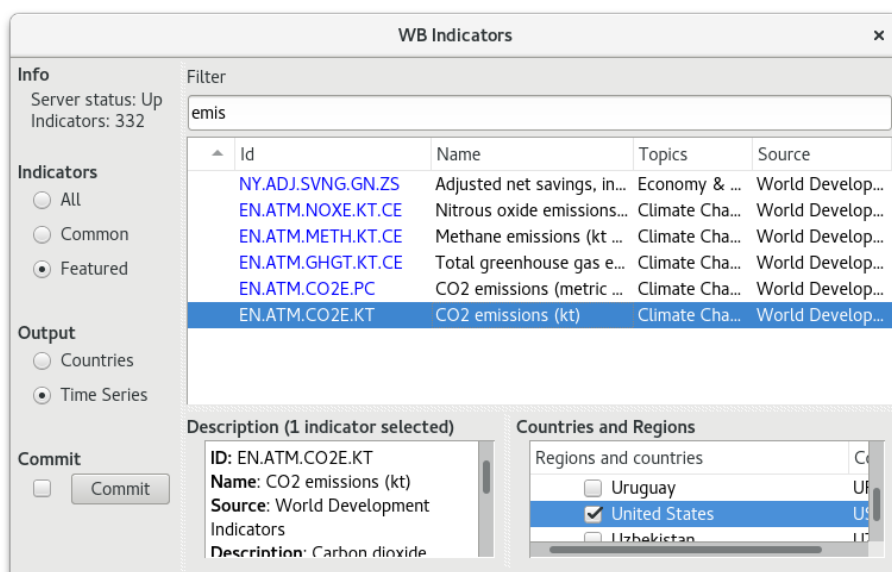 WB Indicators
Info
Server status: Up
Indicators: 332
Indicators
All
Common
Featured
Output
Countries
Time Series
Commit
Commit
Filter
emis
Id Name Topics Source
NY.ADJ.SVNG.GN.ZS Adjusted net savings, in... Economy & ... World Develop...
EN.ATM.NOXE.KT.CE Nitrous oxide emissions... Climate Cha... World Develop...
EN.ATM.METH.KT.CE Methane emissions (kt ... Climate Cha... World Develop...
EN.ATM.GHGT.KT.CE Total greenhouse gas e... Climate Cha... World Develop...
EN.ATM.CO2E.PC CO2 emissions (metric ... Climate Cha... World Develop...
EN.ATM.CO2E.KT CO2 emissions (kt) Climate Cha... World Develop...
Description (1 indicator selected)
ID: EN.ATM.CO2E.KT
Name: CO2 emissions (kt)
Source: World Development
Indicators
Description: Carbon dioxide
Countries and Regions
Regions and countries
Uruguay
United States
Uzbekistan